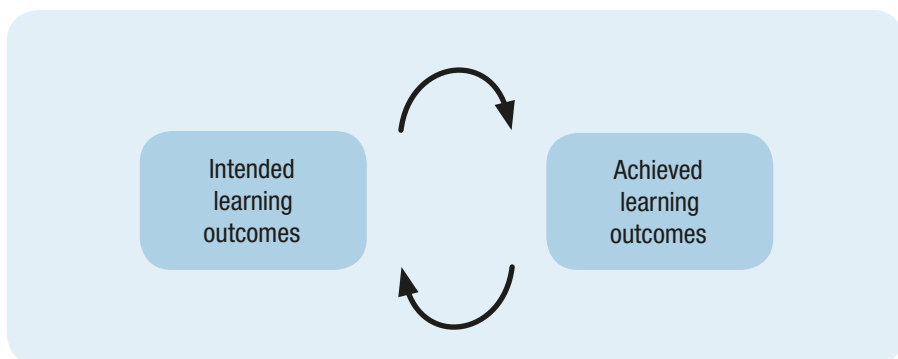 Intended
learning
outcomes
Achieved
learning
outcomes